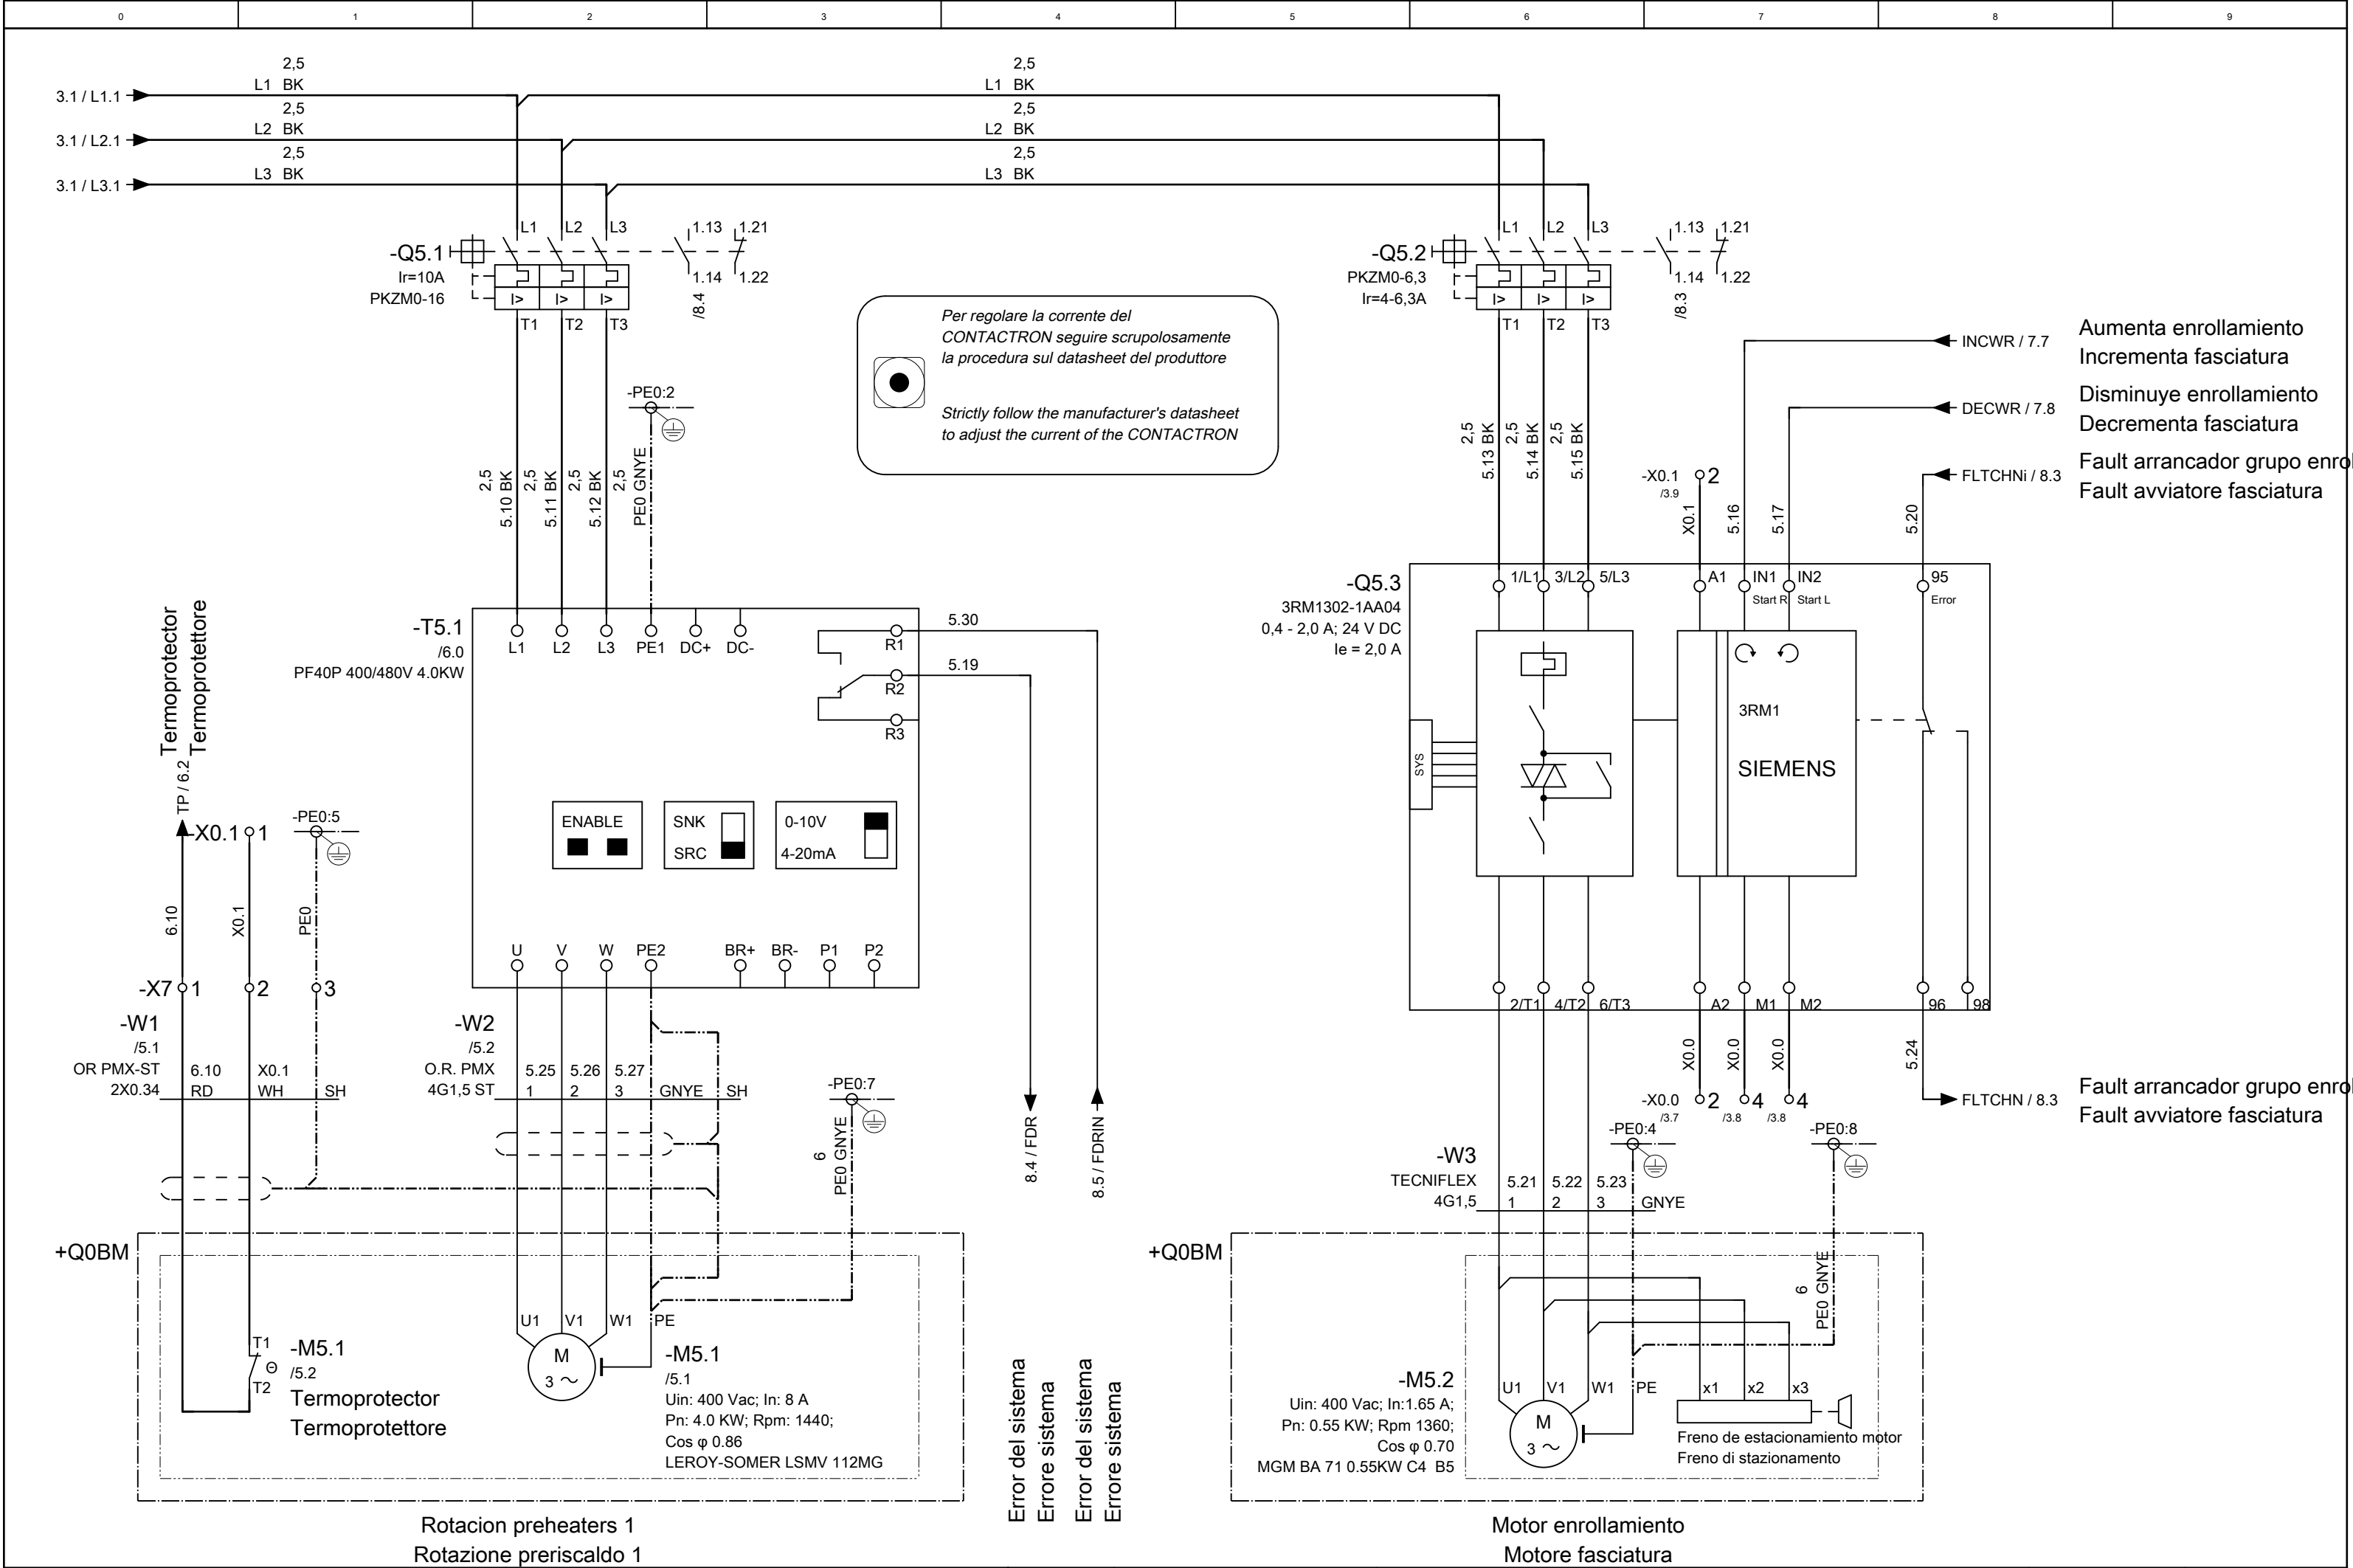 0 1 2 3 4 5 6 7 8 9
2,5
L1 BK
2,5
L1 BK
3.1 / L1.1
2,5
L2 BK
2,5
L2 BK
3.1 / L2.1
2,5
L3 BK
2,5
L3 BK
3.1 / L3.1
-Q5.1
Ir=10A
PKZM0-16
L1 L2 L3
1.13 1.21
1.14 1.22
/8.4
I> I> I>
T1 T2 T3
-Q5.2
PKZM0-6,3
Ir=4-6,3A
L1 L2 L3
1.13 1.21
1.14 1.22
/8.3
I> I> I>
T1 T2 T3
Per regolare la corrente del
CONTACTRON seguire scrupolosamente
la procedura sul datasheet del produttore
Strictly follow the manufacturer's datasheet
to adjust the current of the CONTACTRON
INCWR / 7.7
Aumenta enrollamiento
Incrementa fasciatura
DECWR / 7.8
Disminuye enrollamiento
Decrementa fasciatura
FLTCHNi / 8.3
Fault arrancador grupo enrol
Fault avviatore fasciatura
-PE0:2
2,5
5.10 BK
2,5
5.11 BK
2,5
5.12 BK
2,5
PE0 GNYE
2,5
5.13 BK
2,5
5.14 BK
2,5
5.15 BK
-X0.1 2
/3.9
X0.1
5.16
5.17
5.20
-T5.1
/6.0
PF40P 400/480V 4.0KW
L1 L2 L3 PE1 DC+ DC-
R1
R2
R3
5.30
5.19
ENABLE
SNK
SRC
0-10V
4-20mA
U V W PE2 BR+ BR- P1 P2
-Q5.3
3RM1302-1AA04
0,4 - 2,0 A; 24 V DC
Ie = 2,0 A
1/L1 3/L2 5/L3 A1 IN1 IN2 95
Start R Start L Error
SYS
3RM1
SIEMENS
2/T1 4/T2 6/T3 A2 M1 M2 96 98
Termoprotector
Termoprotettore
TP / 6.2
-X0.1 1
-PE0:5
6.10
X0.1
PE0
-X7 1 2 3
-W1
/5.1
OR PMX-ST
2X0.34
6.10 X0.1
RD WH SH
-W2
/5.2
O.R. PMX
4G1,5 ST
5.25 5.26 5.27
1 2 3 GNYE SH
-PE0:7
6
PE0 GNYE
8.4 / FDR
8.5 / FDRIN
X0.0
X0.0
X0.0
5.24
-X0.0 2 4 4
/3.7 /3.8 /3.8
FLTCHN / 8.3
Fault arrancador grupo enrol
Fault avviatore fasciatura
-W3
TECNIFLEX
4G1,5
5.21 5.22 5.23
1 2 3 GNYE
-PE0:4
-PE0:8
6
PE0 GNYE
+Q0BM
T1
T2
Θ
-M5.1
/5.2
Termoprotector
Termoprotettore
U1 V1 W1 PE
M
3 ~
-M5.1
/5.1
Uin: 400 Vac; In: 8 A
Pn: 4.0 KW; Rpm: 1440;
Cos φ 0.86
LEROY-SOMER LSMV 112MG
Error del sistema
Errore sistema
Error del sistema
Errore sistema
+Q0BM
-M5.2
Uin: 400 Vac; In:1.65 A;
Pn: 0.55 KW; Rpm 1360;
Cos φ 0.70
MGM BA 71 0.55KW C4 B5
U1 V1 W1 PE x1 x2 x3
M
3 ~
Freno de estacionamiento motor
Freno di stazionamento
Rotacion preheaters 1
Rotazione preriscaldo 1
Motor enrollamiento
Motore fasciatura